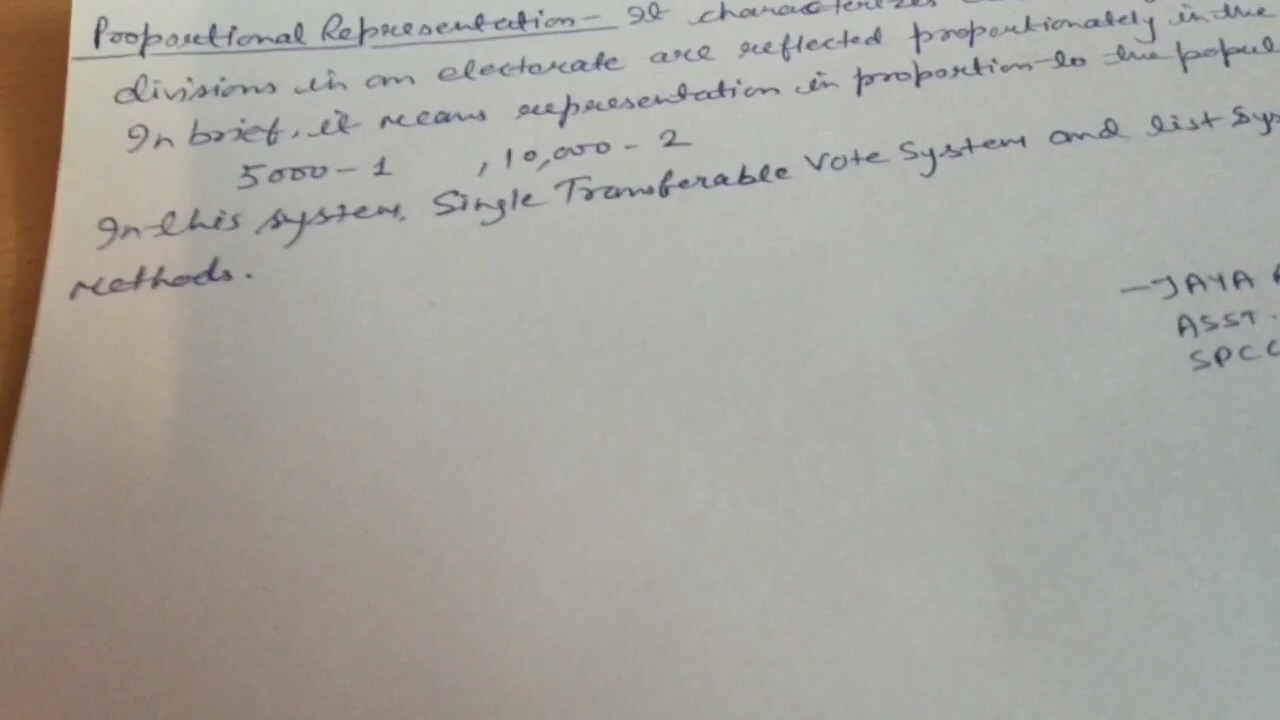 Proportional Representation - It characterizes
divisions in an electorate are reflected proportionately in the
In brief, it means representation in proportion to the popul
5000 - 1 , 10,000 - 2
In this system, Single Transferable Vote System and list Sys
methods.
- JAYA
ASST.
SPCC